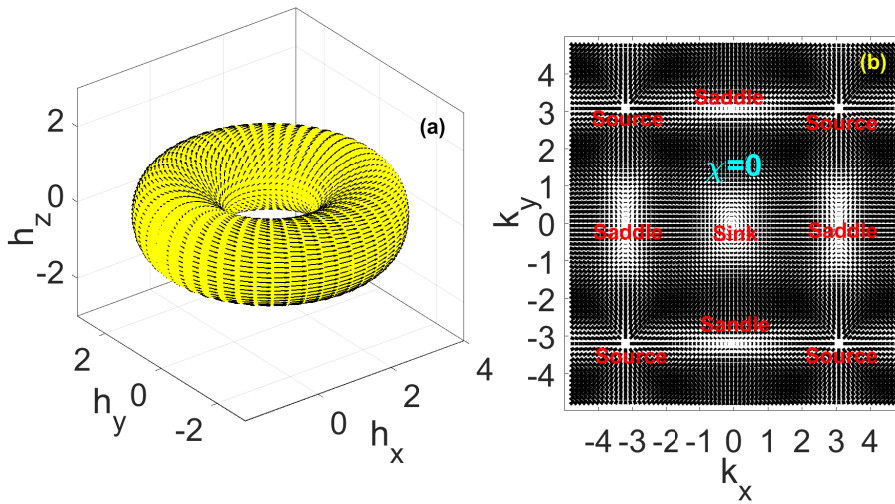 (a)
2
0
-2
h_z
2
0
-2
h_y
0
2
4
h_x
(b)
4
3
2
1
0
-1
-2
-3
-4
k_y
Saddle
Source Source
χ=0
Saddle Sink Saddle
Sandle
Source Source
-4 -3 -2 -1 0 1 2 3 4
k_x